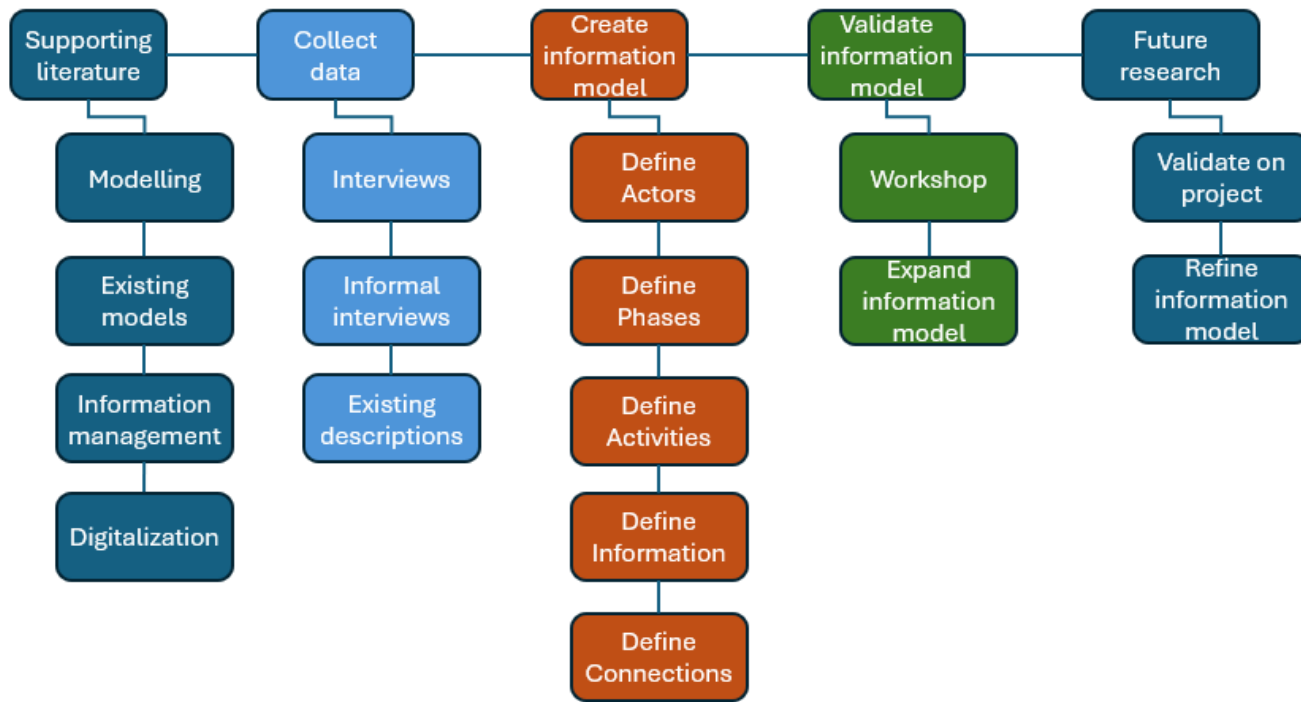 Supporting
literature
Collect
data
Create
information
model
Validate
information
model
Future
research
Modelling
Existing
models
Information
management
Digitalization
Interviews
Informal
interviews
Existing
descriptions
Define
Actors
Define
Phases
Define
Activities
Define
Information
Define
Connections
Workshop
Expand
information
model
Validate on
project
Refine
information
model